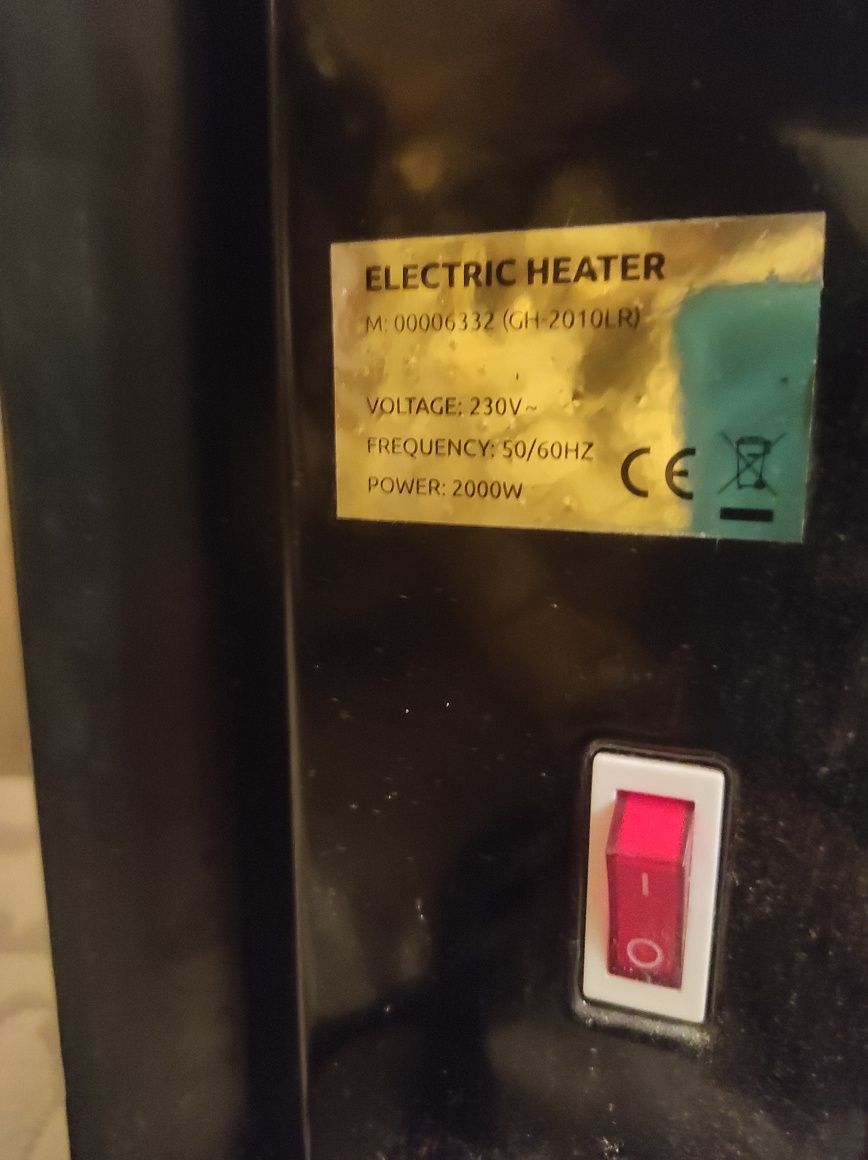 ELECTRIC HEATER
M: 00006332 (GH-2010LR)
VOLTAGE: 230V~
FREQUENCY: 50/60HZ
POWER: 2000W
CE
I
O